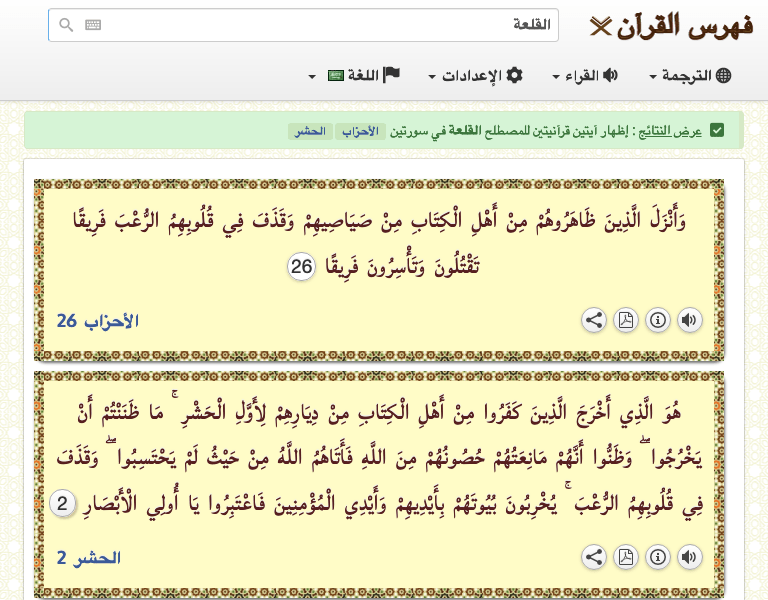 فهرس القرآن
القلعة
الترجمة
القراء
الإعدادات
اللغة
عرض النتائج : إظهار آيتين قرآنيتين للمصطلح القلعة في سورتين الأحزاب الحشر
وَأَنْزَلَ الَّذِينَ ظَاهَرُوهُمْ مِنْ أَهْلِ الْكِتَابِ مِنْ صَيَاصِيهِمْ وَقَذَفَ فِي قُلُوبِهِمُ الرُّعْبَ فَرِيقًا
تَقْتُلُونَ وَتَأْسِرُونَ فَرِيقًا 26
الأحزاب 26
هُوَ الَّذِي أَخْرَجَ الَّذِينَ كَفَرُوا مِنْ أَهْلِ الْكِتَابِ مِنْ دِيَارِهِمْ لِأَوَّلِ الْحَشْرِ ۚ مَا ظَنَنْتُمْ أَنْ
يَخْرُجُوا ۖ وَظَنُّوا أَنَّهُمْ مَانِعَتُهُمْ حُصُونُهُمْ مِنَ اللَّهِ فَأَتَاهُمُ اللَّهُ مِنْ حَيْثُ لَمْ يَحْتَسِبُوا ۖ وَقَذَفَ
فِي قُلُوبِهِمُ الرُّعْبَ ۚ يُخْرِبُونَ بُيُوتَهُمْ بِأَيْدِيهِمْ وَأَيْدِي الْمُؤْمِنِينَ فَاعْتَبِرُوا يَا أُولِي الْأَبْصَارِ 2
الحشر 2